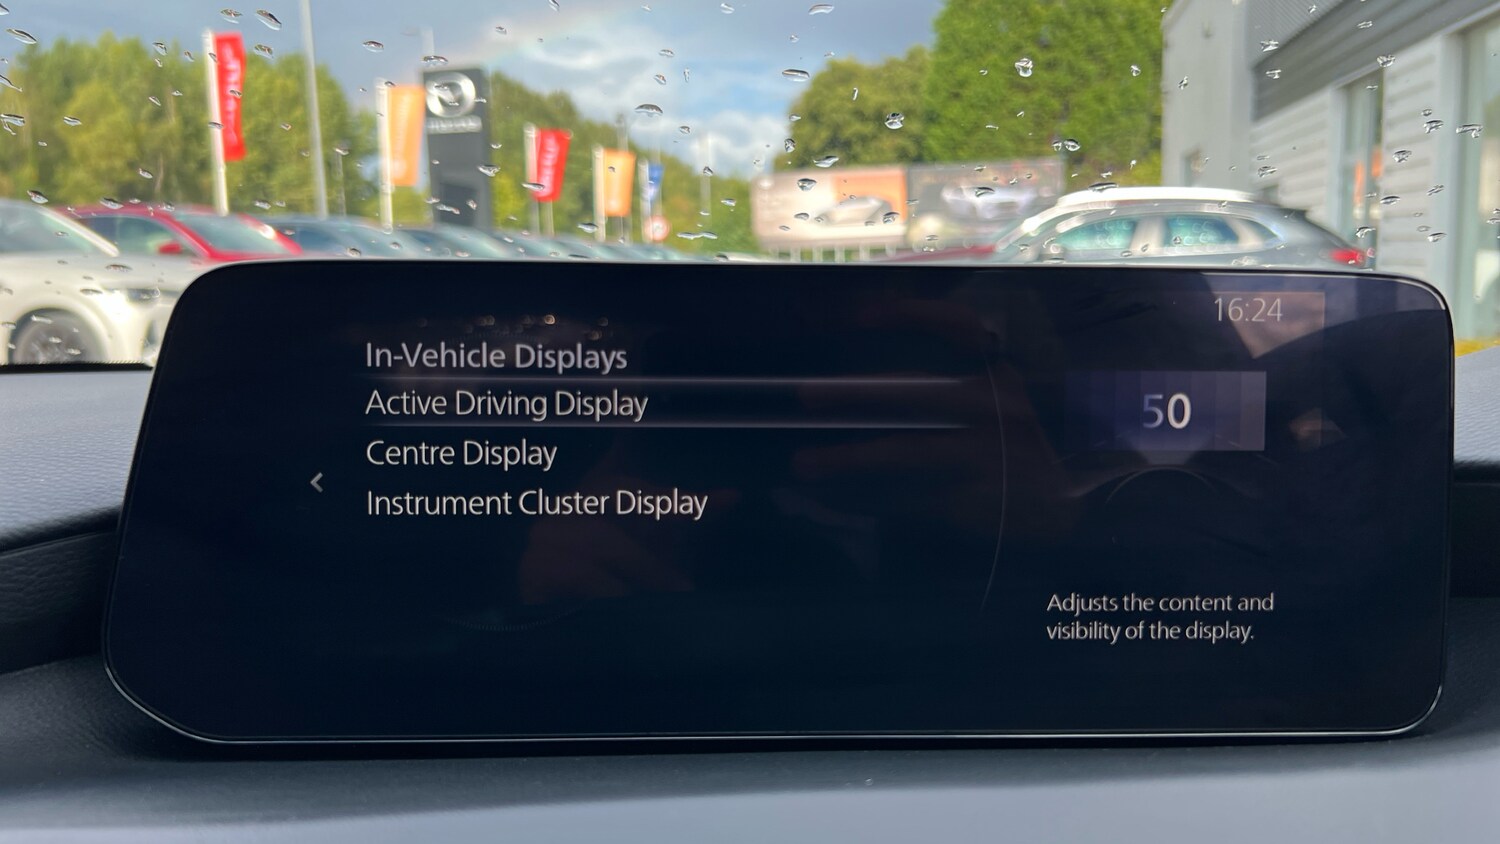 16:24
In-Vehicle Displays
Active Driving Display
Centre Display
Instrument Cluster Display
50
Adjusts the content and
visibility of the display.